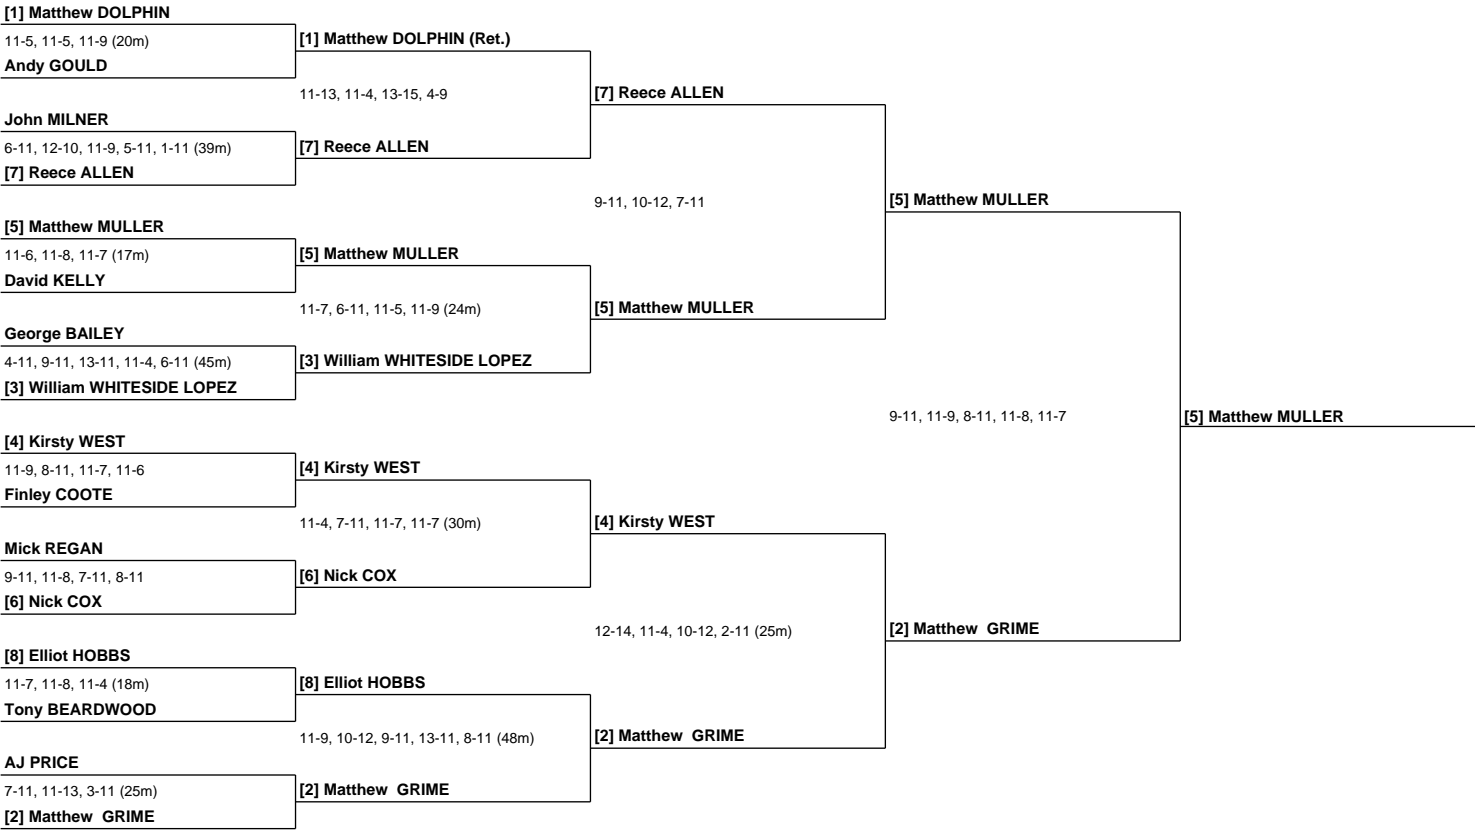 [1] Matthew DOLPHIN
11-5, 11-5, 11-9 (20m)
Andy GOULD
John MILNER
6-11, 12-10, 11-9, 5-11, 1-11 (39m)
[7] Reece ALLEN
[5] Matthew MULLER
11-6, 11-8, 11-7 (17m)
David KELLY
George BAILEY
4-11, 9-11, 13-11, 11-4, 6-11 (45m)
[3] William WHITESIDE LOPEZ
[4] Kirsty WEST
11-9, 8-11, 11-7, 11-6
Finley COOTE
Mick REGAN
9-11, 11-8, 7-11, 8-11
[6] Nick COX
[8] Elliot HOBBS
11-7, 11-8, 11-4 (18m)
Tony BEARDWOOD
AJ PRICE
7-11, 11-13, 3-11 (25m)
[2] Matthew  GRIME
[1] Matthew DOLPHIN (Ret.)
11-13, 11-4, 13-15, 4-9
[7] Reece ALLEN
[5] Matthew MULLER
11-7, 6-11, 11-5, 11-9 (24m)
[3] William WHITESIDE LOPEZ
[4] Kirsty WEST
11-4, 7-11, 11-7, 11-7 (30m)
[6] Nick COX
[8] Elliot HOBBS
11-9, 10-12, 9-11, 13-11, 8-11 (48m)
[2] Matthew  GRIME
[7] Reece ALLEN
9-11, 10-12, 7-11
[5] Matthew MULLER
[4] Kirsty WEST
12-14, 11-4, 10-12, 2-11 (25m)
[2] Matthew  GRIME
[5] Matthew MULLER
9-11, 11-9, 8-11, 11-8, 11-7
[2] Matthew  GRIME
[5] Matthew MULLER